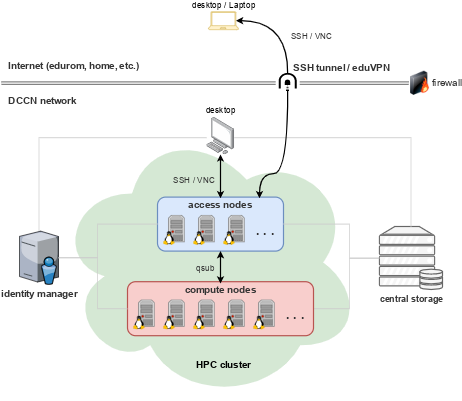 desktop / Laptop
SSH / VNC
Internet (edurom, home, etc.)
SSH tunnel / eduVPN
firewall
DCCN network
desktop
SSH / VNC
access nodes
. . .
qsub
identity manager
central storage
compute nodes
. . .
HPC cluster